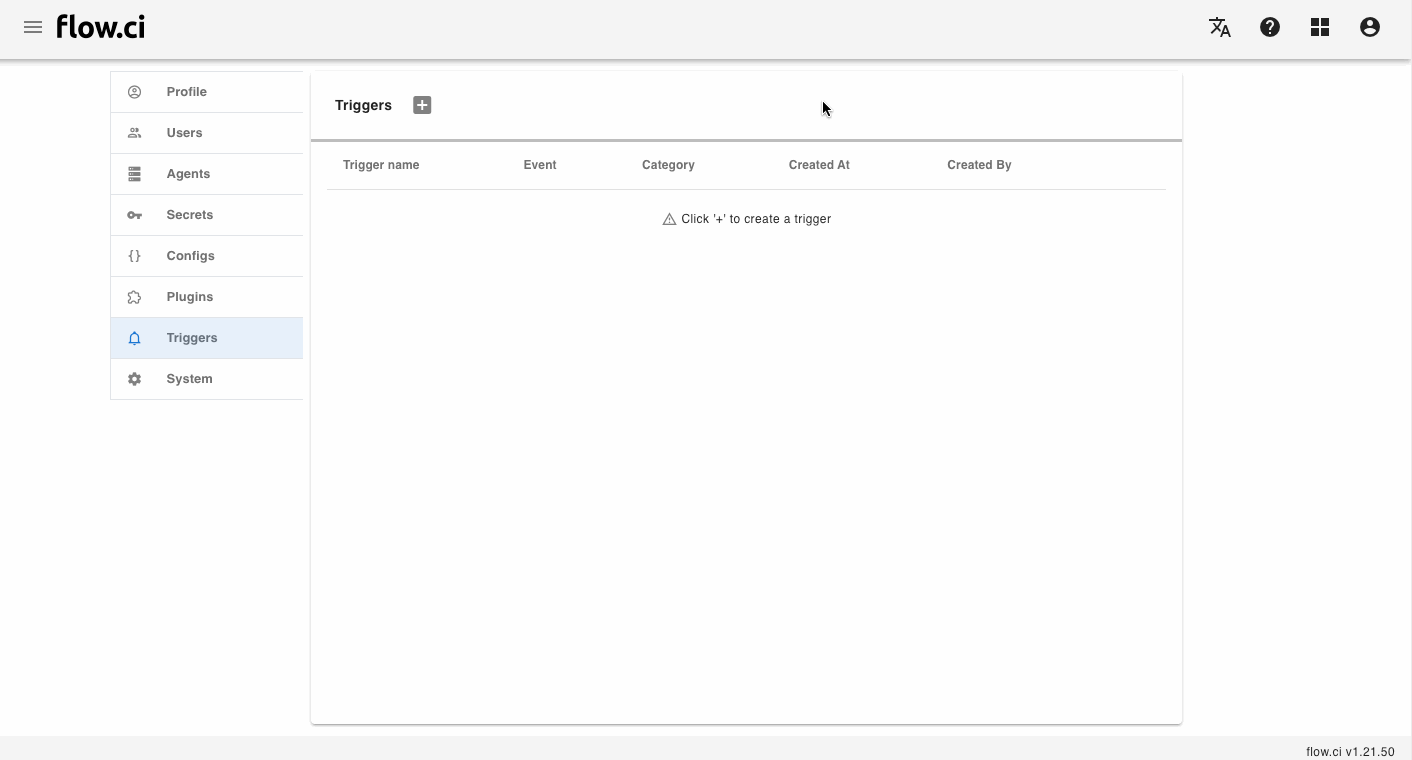 flow.ci
Profile
Users
Agents
Secrets
Configs
Plugins
Triggers
System
Triggers
Trigger name Event Category Created At Created By
Click '+' to create a trigger
flow.ci v1.21.50